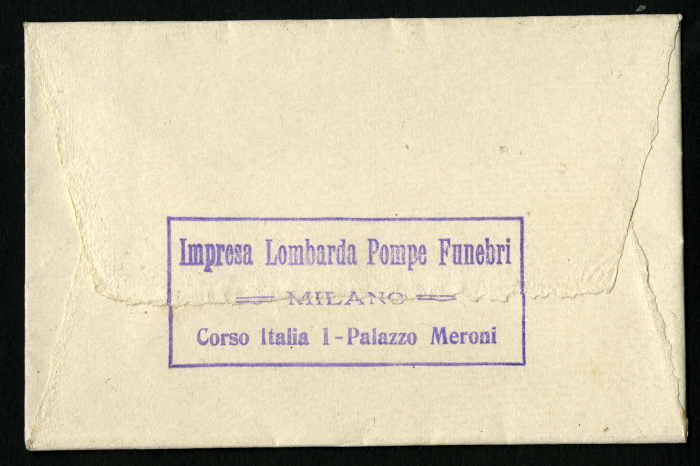 Impresa Lombarda Pompe Funebri
MILANO
Corso Italia 1 - Palazzo Meroni